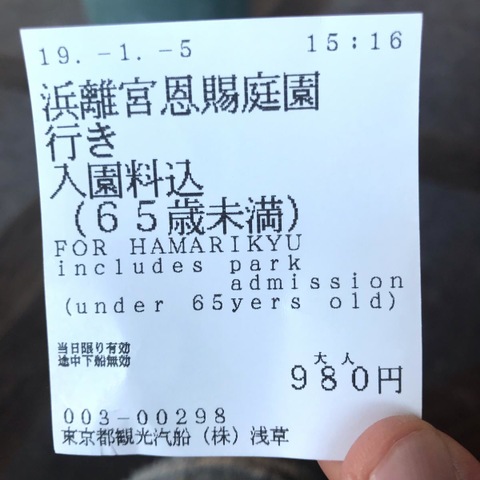 19.-1.-5 15:16
浜離宮恩賜庭園
行き
入園料込
(65歳未満)
FOR HAMARIKYU
includes park
admission
(under 65yers old)
当日限り有効
途中下船無効
大人
980円
003-00298
東京都観光汽船(株)浅草